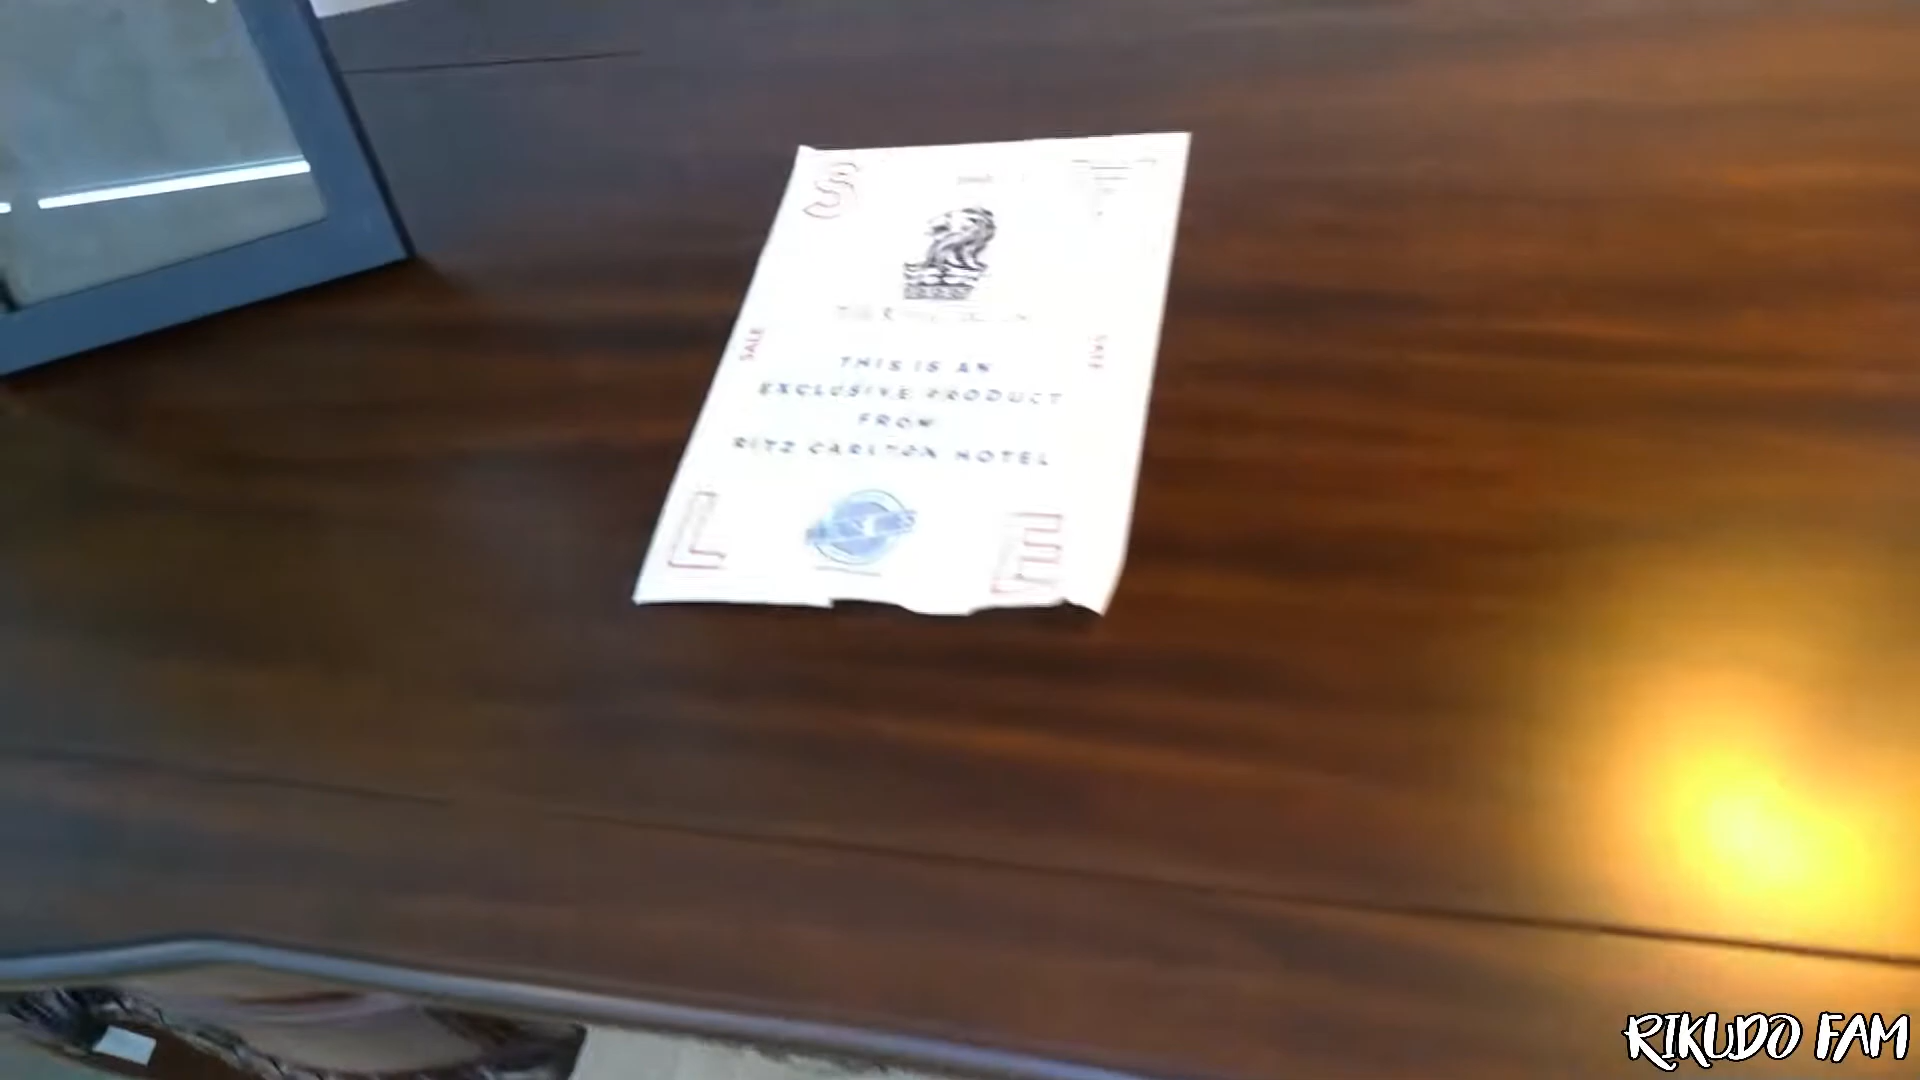 S
SALE
SALE
THIS IS AN
EXCLUSIVE PRODUCT
FROM
RITZ CARLTON HOTEL
L
E
RIKUDO FAM